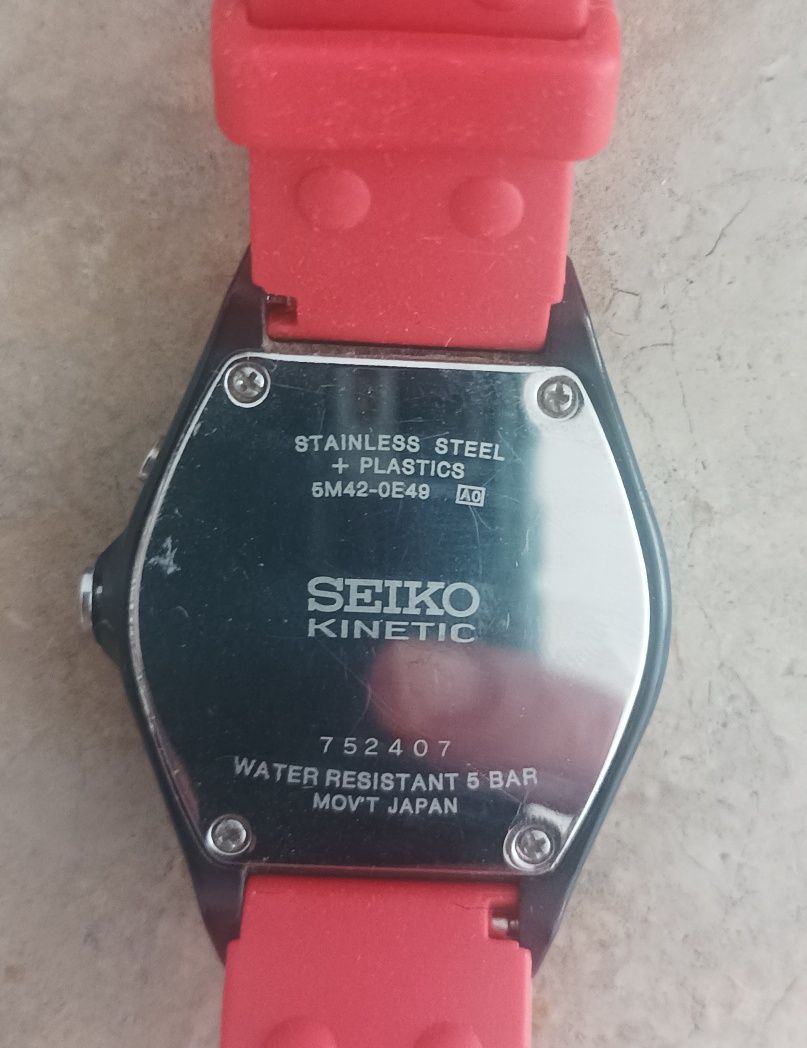 STAINLESS STEEL
+ PLASTICS
5M42-0E49 A0
SEIKO
KINETIC
752407
WATER RESISTANT 5 BAR
MOV'T JAPAN